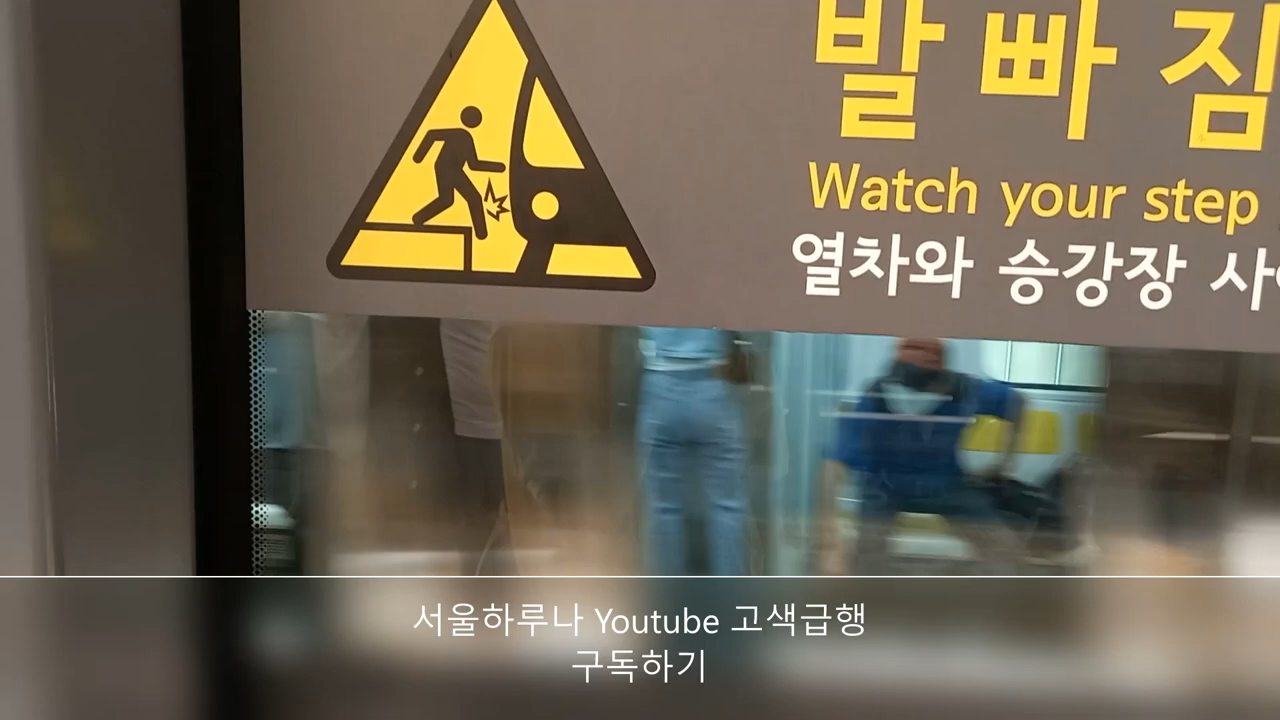 발빠짐
Watch your step
열차와 승강장
서울하루나 Youtube 고색급행
구독하기